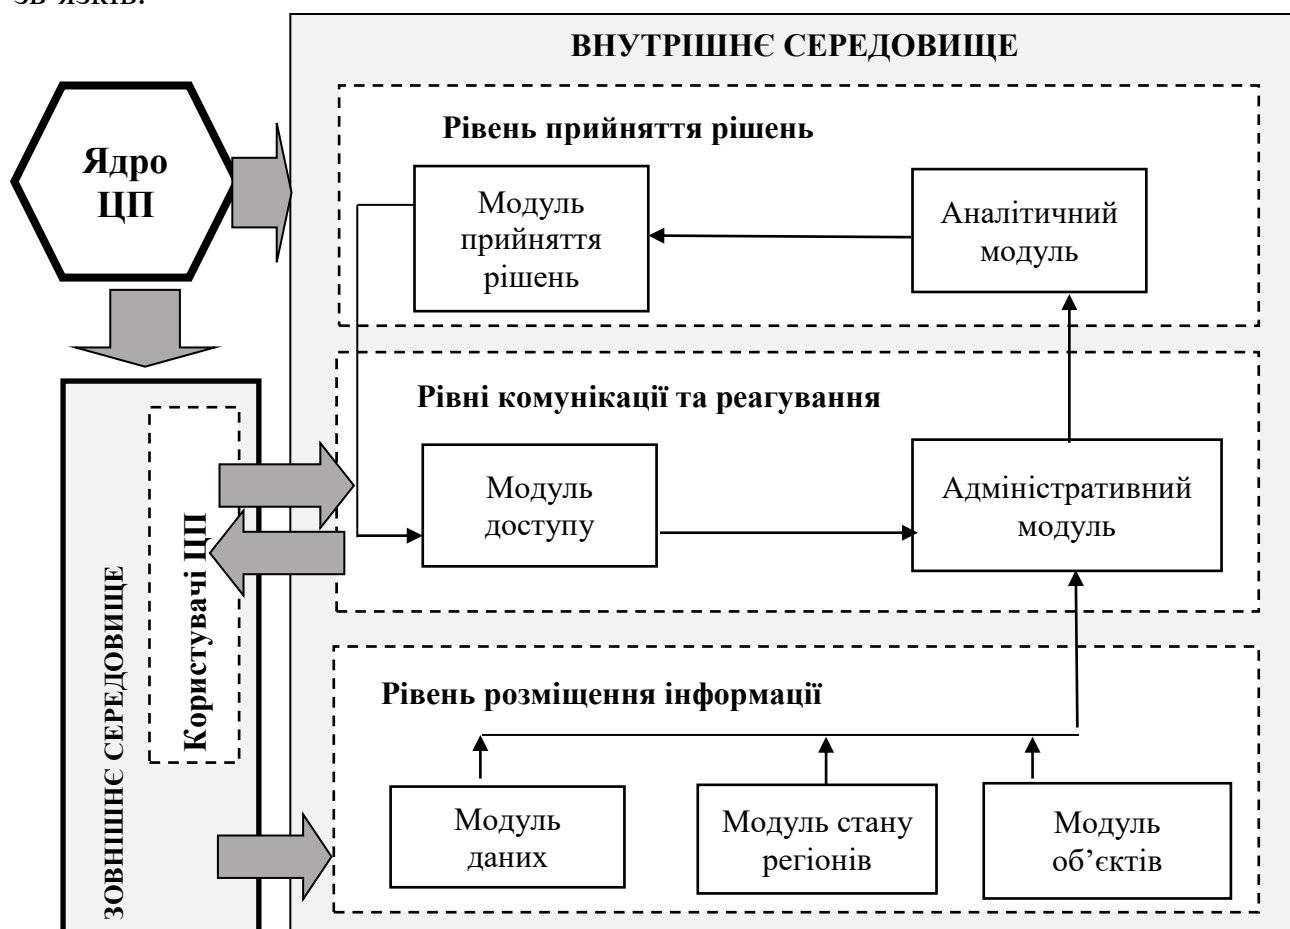 зв’язків.
ВНУТРІШНЄ СЕРЕДОВИЩЕ
Ядро
ЦП
Рівень прийняття рішень
Модуль
прийняття
рішень
Аналітичний
модуль
Рівні комунікації та реагування
Модуль
доступу
Адміністративний
модуль
ЗОВНІШНЄ СЕРЕДОВИЩЕ
Користувачі ЦП
Рівень розміщення інформації
Модуль
даних
Модуль стану
регіонів
Модуль
об’єктів